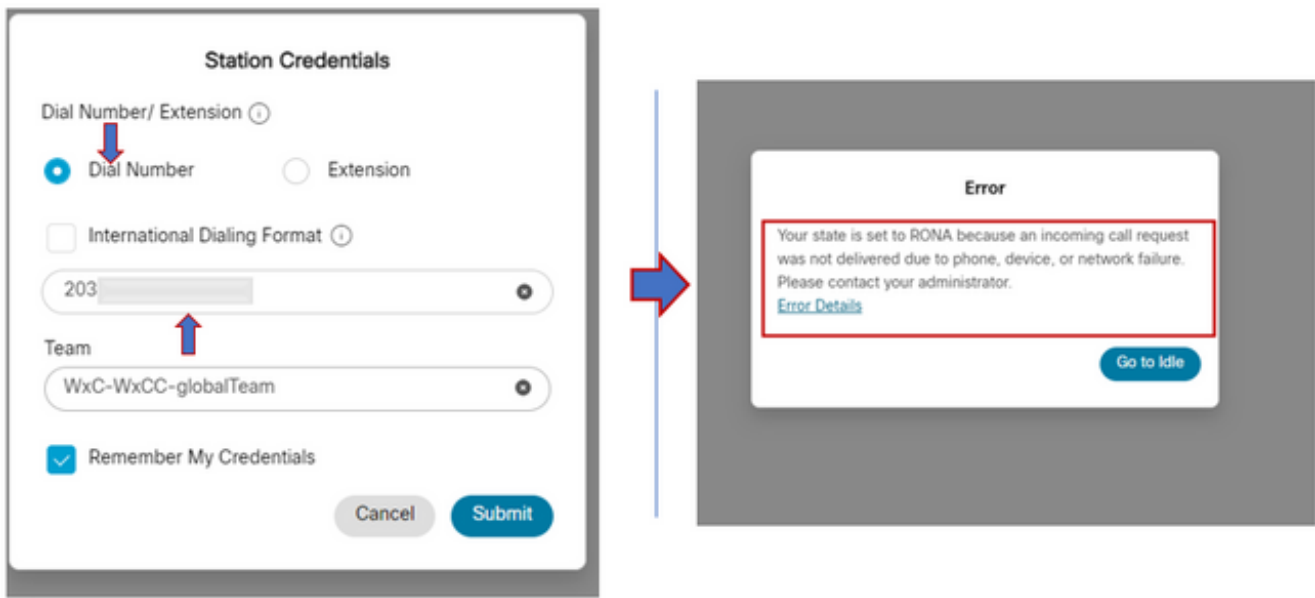 Station Credentials
Dial Number/ Extension
Dial Number
Extension
International Dialing Format
203
Team
WxC-WxCC-globalTeam
Remember My Credentials
Cancel
Submit
Error
Your state is set to RONA because an incoming call request
was not delivered due to phone, device, or network failure.
Please contact your administrator.
Error Details
Go to Idle